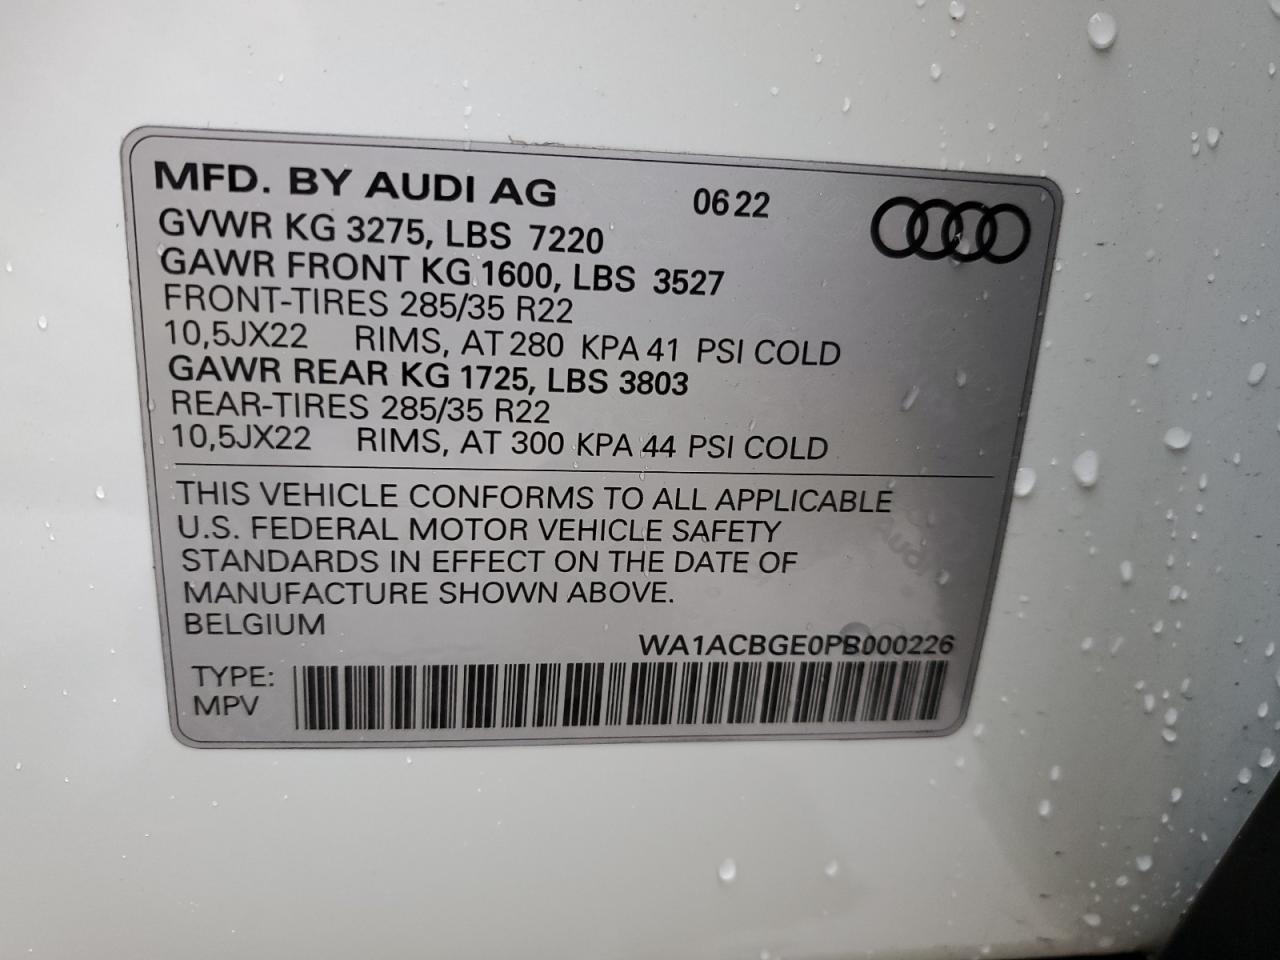 MFD. BY AUDI AG 0622
GVWR KG 3275, LBS 7220
GAWR FRONT KG 1600, LBS 3527
FRONT-TIRES 285/35 R22
10,5JX22 RIMS, AT 280 KPA 41 PSI COLD
GAWR REAR KG 1725, LBS 3803
REAR-TIRES 285/35 R22
10,5JX22 RIMS, AT 300 KPA 44 PSI COLD
THIS VEHICLE CONFORMS TO ALL APPLICABLE
U.S. FEDERAL MOTOR VEHICLE SAFETY
STANDARDS IN EFFECT ON THE DATE OF
MANUFACTURE SHOWN ABOVE.
BELGIUM
WA1ACBGE0PB000226
TYPE:
MPV
Audi